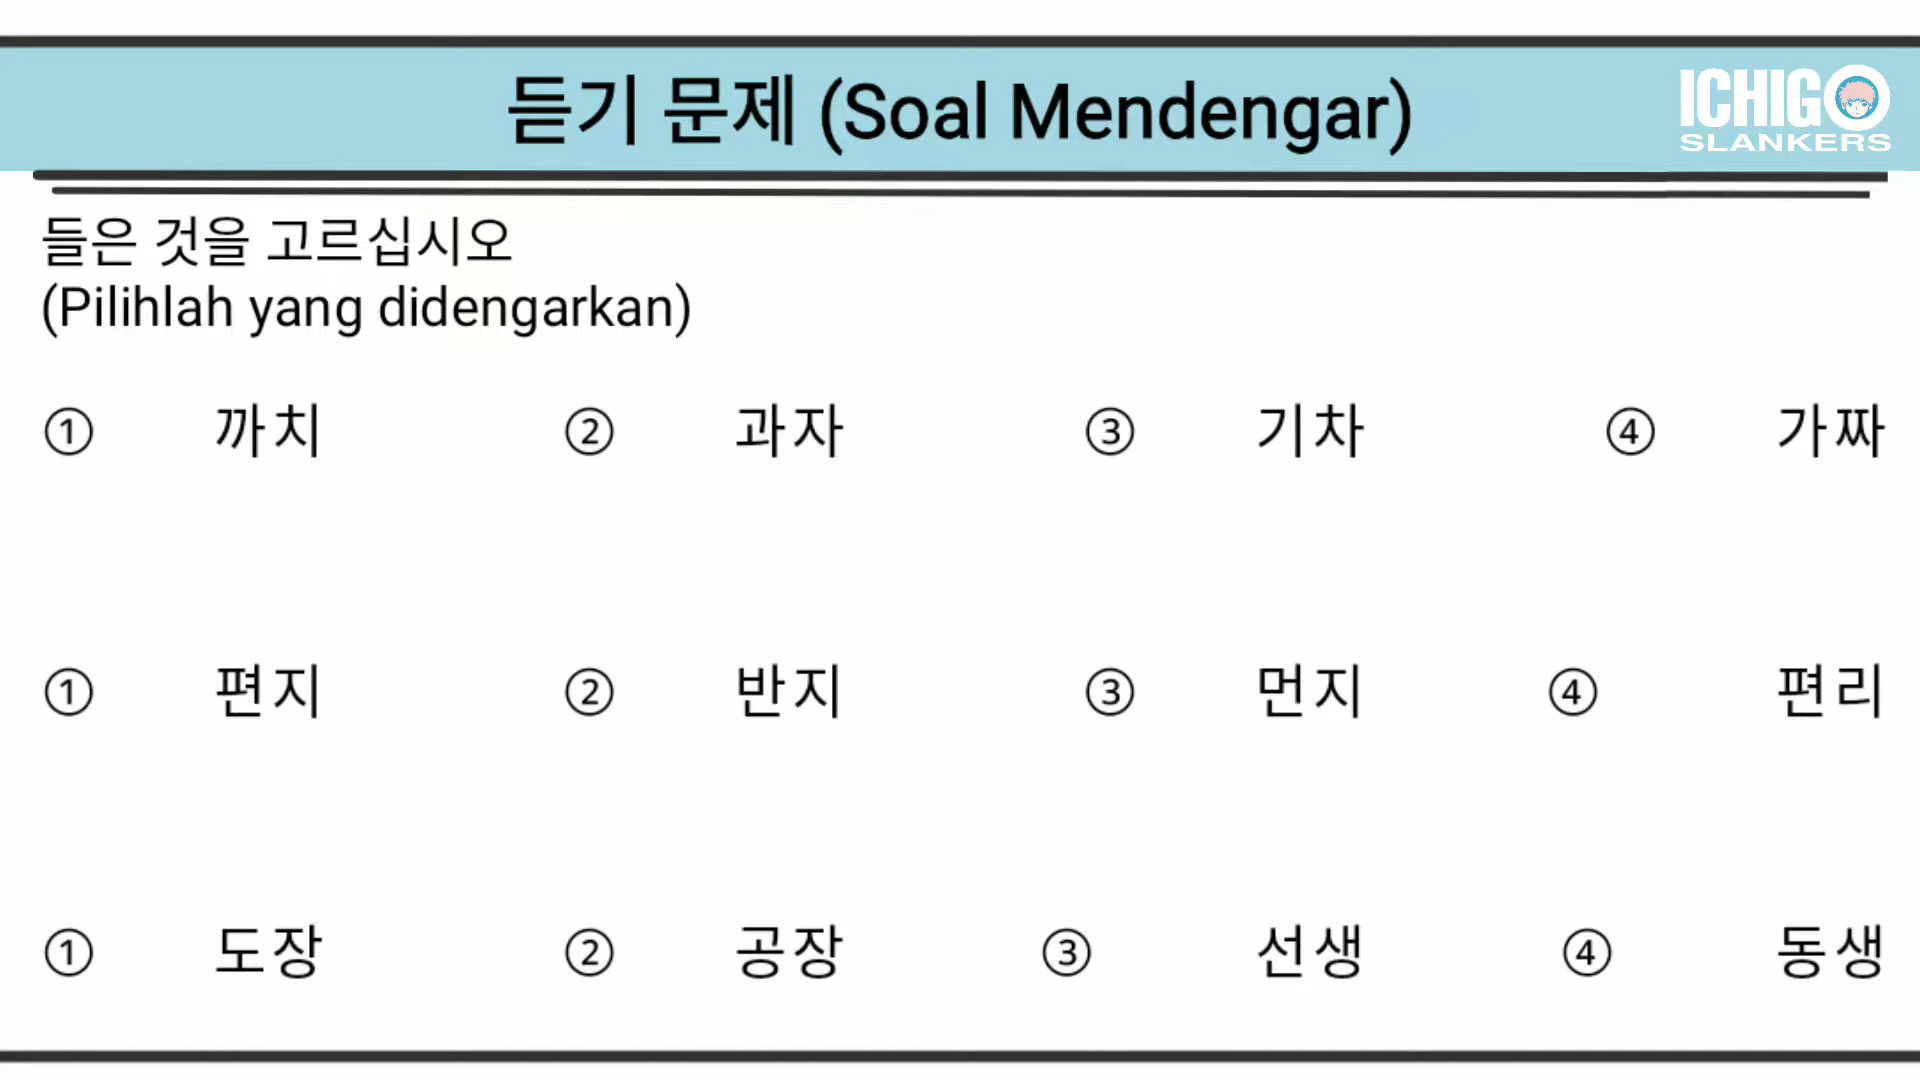 듣기 문제 (Soal Mendengar)
ICHIGO
SLANKERS
들은 것을 고르십시오
(Pilihlah yang didengarkan)
① 까치 ② 과자 ③ 기차 ④ 가짜
① 편지 ② 반지 ③ 먼지 ④ 편리
① 도장 ② 공장 ③ 선생 ④ 동생